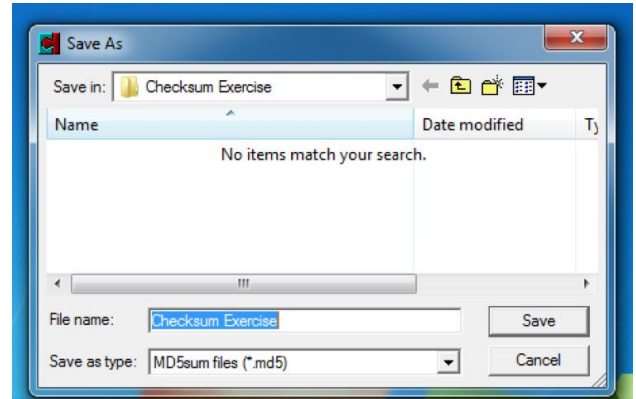 Save As
Save in: Checksum Exercise
Name Date modified Ty
No items match your search.
File name: Checksum Exercise Save
Save as type: MD5sum files (*.md5) Cancel